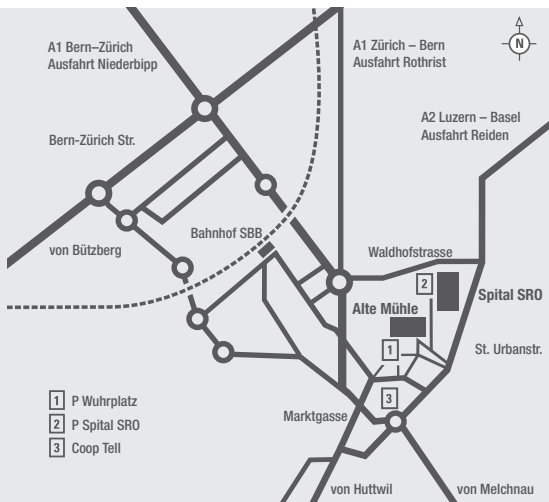 A1 Bern–Zürich
Ausfahrt Niederbipp
A1 Zürich – Bern
Ausfahrt Rothrist
N
A2 Luzern – Basel
Ausfahrt Reiden
Bern-Zürich Str.
von Bützberg
Bahnhof SBB
Waldhofstrasse
2
Spital SRO
Alte Mühle
1
St. Urbanstr.
3
Marktgasse
1 P Wuhrplatz
2 P Spital SRO
3 Coop Tell
von Huttwil
von Melchnau